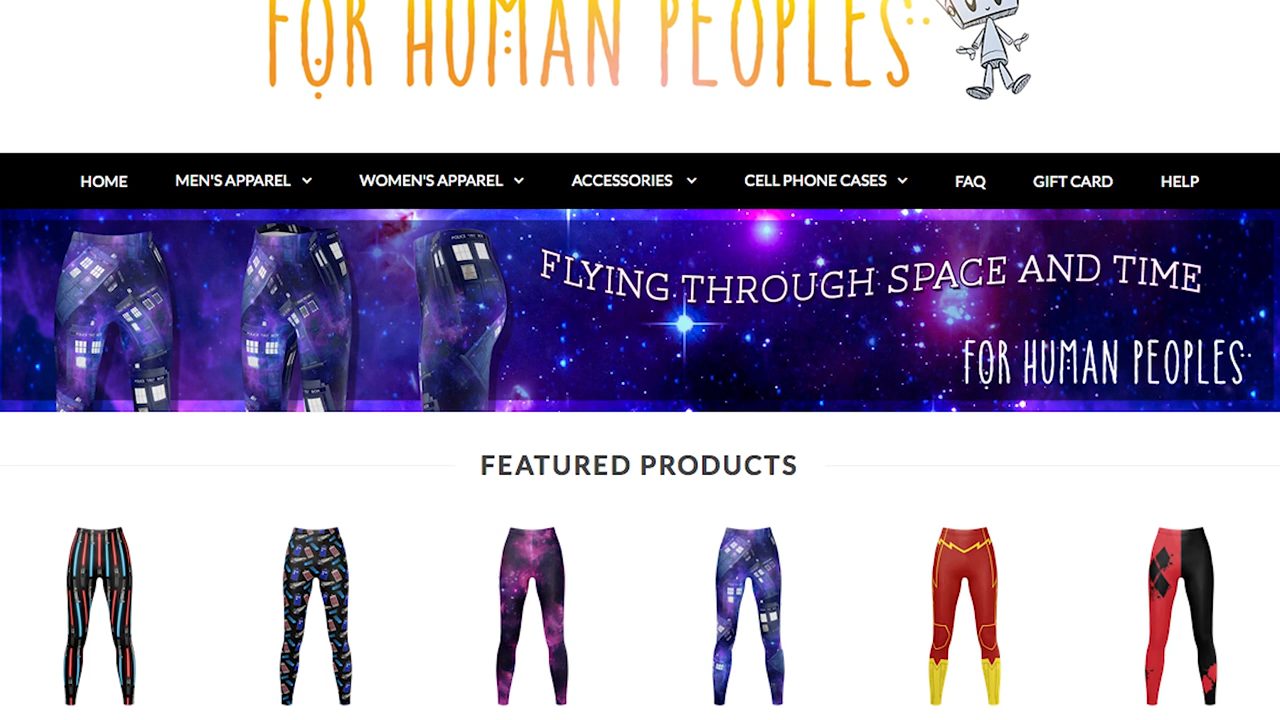 FOR HUMAN PEOPLES
HOME MEN'S APPAREL WOMEN'S APPAREL ACCESSORIES CELL PHONE CASES FAQ GIFT CARD HELP
FLYING THROUGH SPACE AND TIME
FOR HUMAN PEOPLES
FEATURED PRODUCTS